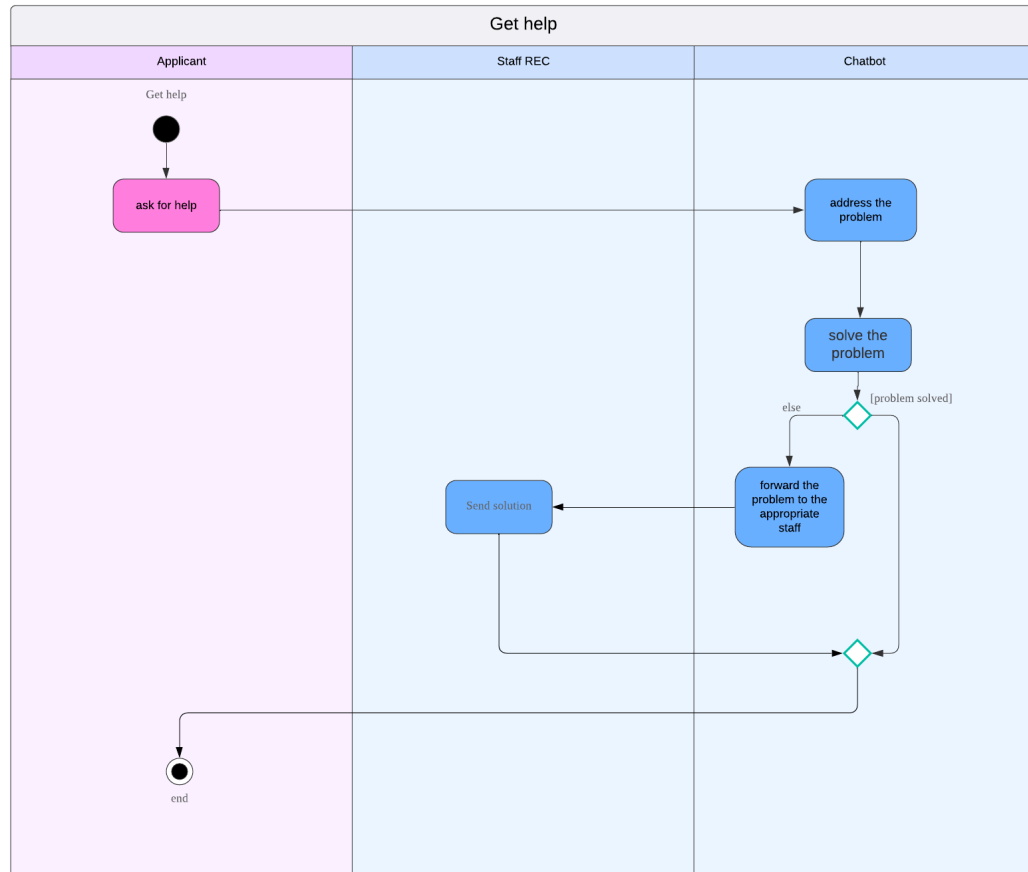 Get help
Applicant
Staff REC
Chatbot
Get help
ask for help
address the
problem
solve the
problem
[problem solved]
else
forward the
problem to the
appropriate
staff
Send solution
end